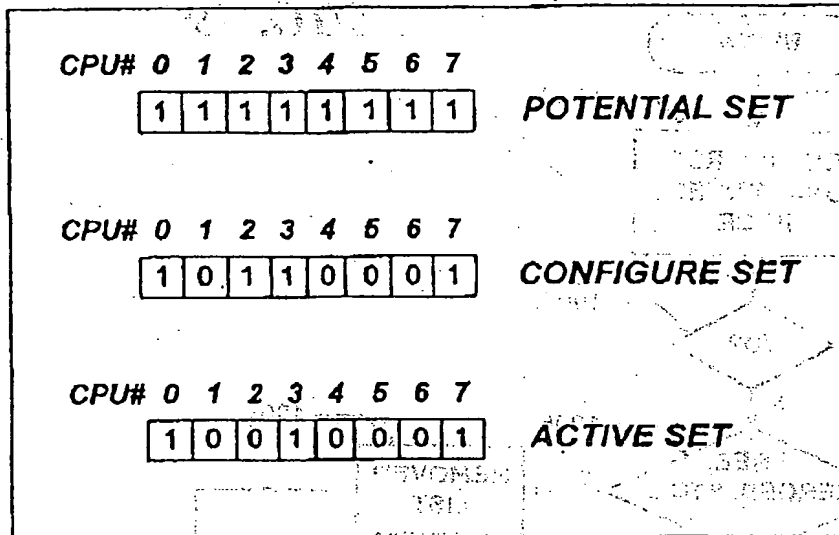 CPU# 0 1 2 3 4 5 6 7
1 1 1 1 1 1 1 1 POTENTIAL SET
CPU# 0 1 2 3 4 5 6 7
1 0 1 1 0 0 0 1 CONFIGURE SET
CPU# 0 1 2 3 4 5 6 7
1 0 0 1 0 0 0 1 ACTIVE SET